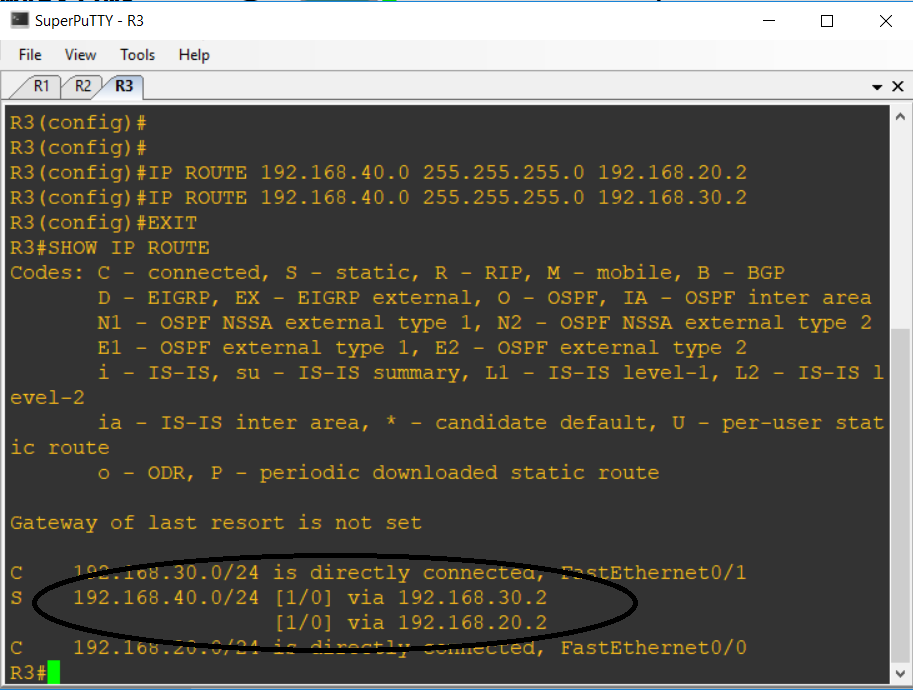 SuperPuTTY - R3
File View Tools Help
R1 R2 R3
R3(config)#
R3(config)#
R3(config)#IP ROUTE 192.168.40.0 255.255.255.0 192.168.20.2
R3(config)#IP ROUTE 192.168.40.0 255.255.255.0 192.168.30.2
R3(config)#EXIT
R3#SHOW IP ROUTE
Codes: C - connected, S - static, R - RIP, M - mobile, B - BGP
D - EIGRP, EX - EIGRP external, O - OSPF, IA - OSPF inter area
N1 - OSPF NSSA external type 1, N2 - OSPF NSSA external type 2
E1 - OSPF external type 1, E2 - OSPF external type 2
i - IS-IS, su - IS-IS summary, L1 - IS-IS level-1, L2 - IS-IS l
evel-2
ia - IS-IS inter area, * - candidate default, U - per-user stat
ic route
o - ODR, P - periodic downloaded static route
Gateway of last resort is not set
C 192.168.30.0/24 is directly connected, FastEthernet0/1
S 192.168.40.0/24 [1/0] via 192.168.30.2
[1/0] via 192.168.20.2
C 192.168.20.0/24 is directly connected, FastEthernet0/0
R3#